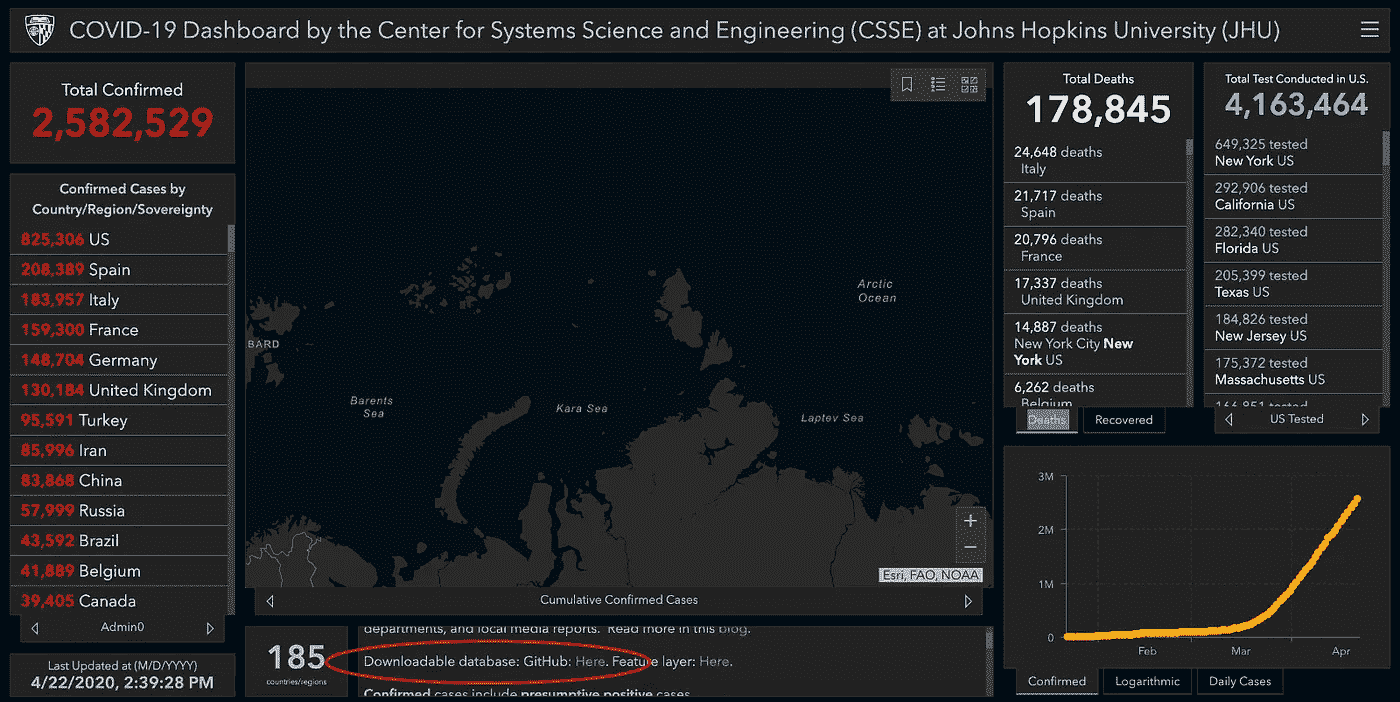 COVID-19 Dashboard by the Center for Systems Science and Engineering (CSSE) at Johns Hopkins University (JHU)
Total Confirmed
2,582,529
Confirmed Cases by
Country/Region/Sovereignty
825,306 US
208,389 Spain
183,957 Italy
159,300 France
148,704 Germany
130,184 United Kingdom
95,591 Turkey
85,996 Iran
83,868 China
57,999 Russia
43,592 Brazil
41,889 Belgium
39,405 Canada
Admin0
Last Updated at (M/D/YYYY)
4/22/2020, 2:39:28 PM
BARD
Barents
Sea
Kara Sea
Laptev Sea
Arctic
Ocean
+
−
Esri, FAO, NOAA
Cumulative Confirmed Cases
185
countries/regions
departments, and local media reports. Read more in this blog.
Downloadable database: GitHub: Here. Feature layer: Here.
Confirmed cases include presumptive positive cases
Total Deaths
178,845
24,648 deaths
Italy
21,717 deaths
Spain
20,796 deaths
France
17,337 deaths
United Kingdom
14,887 deaths
New York City New
York US
6,262 deaths
Belgium
Deaths
Recovered
Total Test Conducted in U.S.
4,163,464
649,325 tested
New York US
292,906 tested
California US
282,340 tested
Florida US
205,399 tested
Texas US
184,826 tested
New Jersey US
175,372 tested
Massachusetts US
166,851 tested
US Tested
3M
2M
1M
0
Feb
Mar
Apr
Confirmed
Logarithmic
Daily Cases